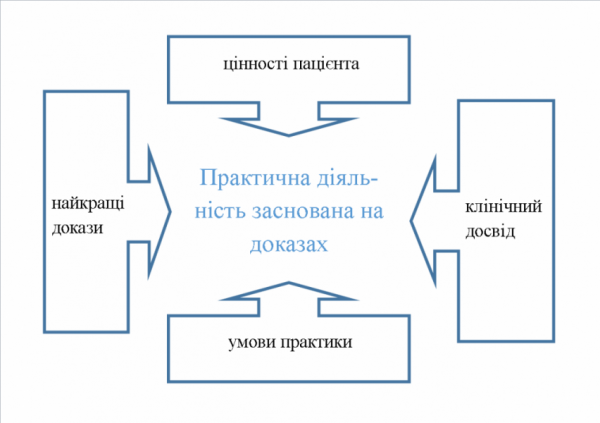 цінності пацієнта
найкращі
докази
Практична діяль-
ність заснована на
доказах
клінічний
досвід
умови практики